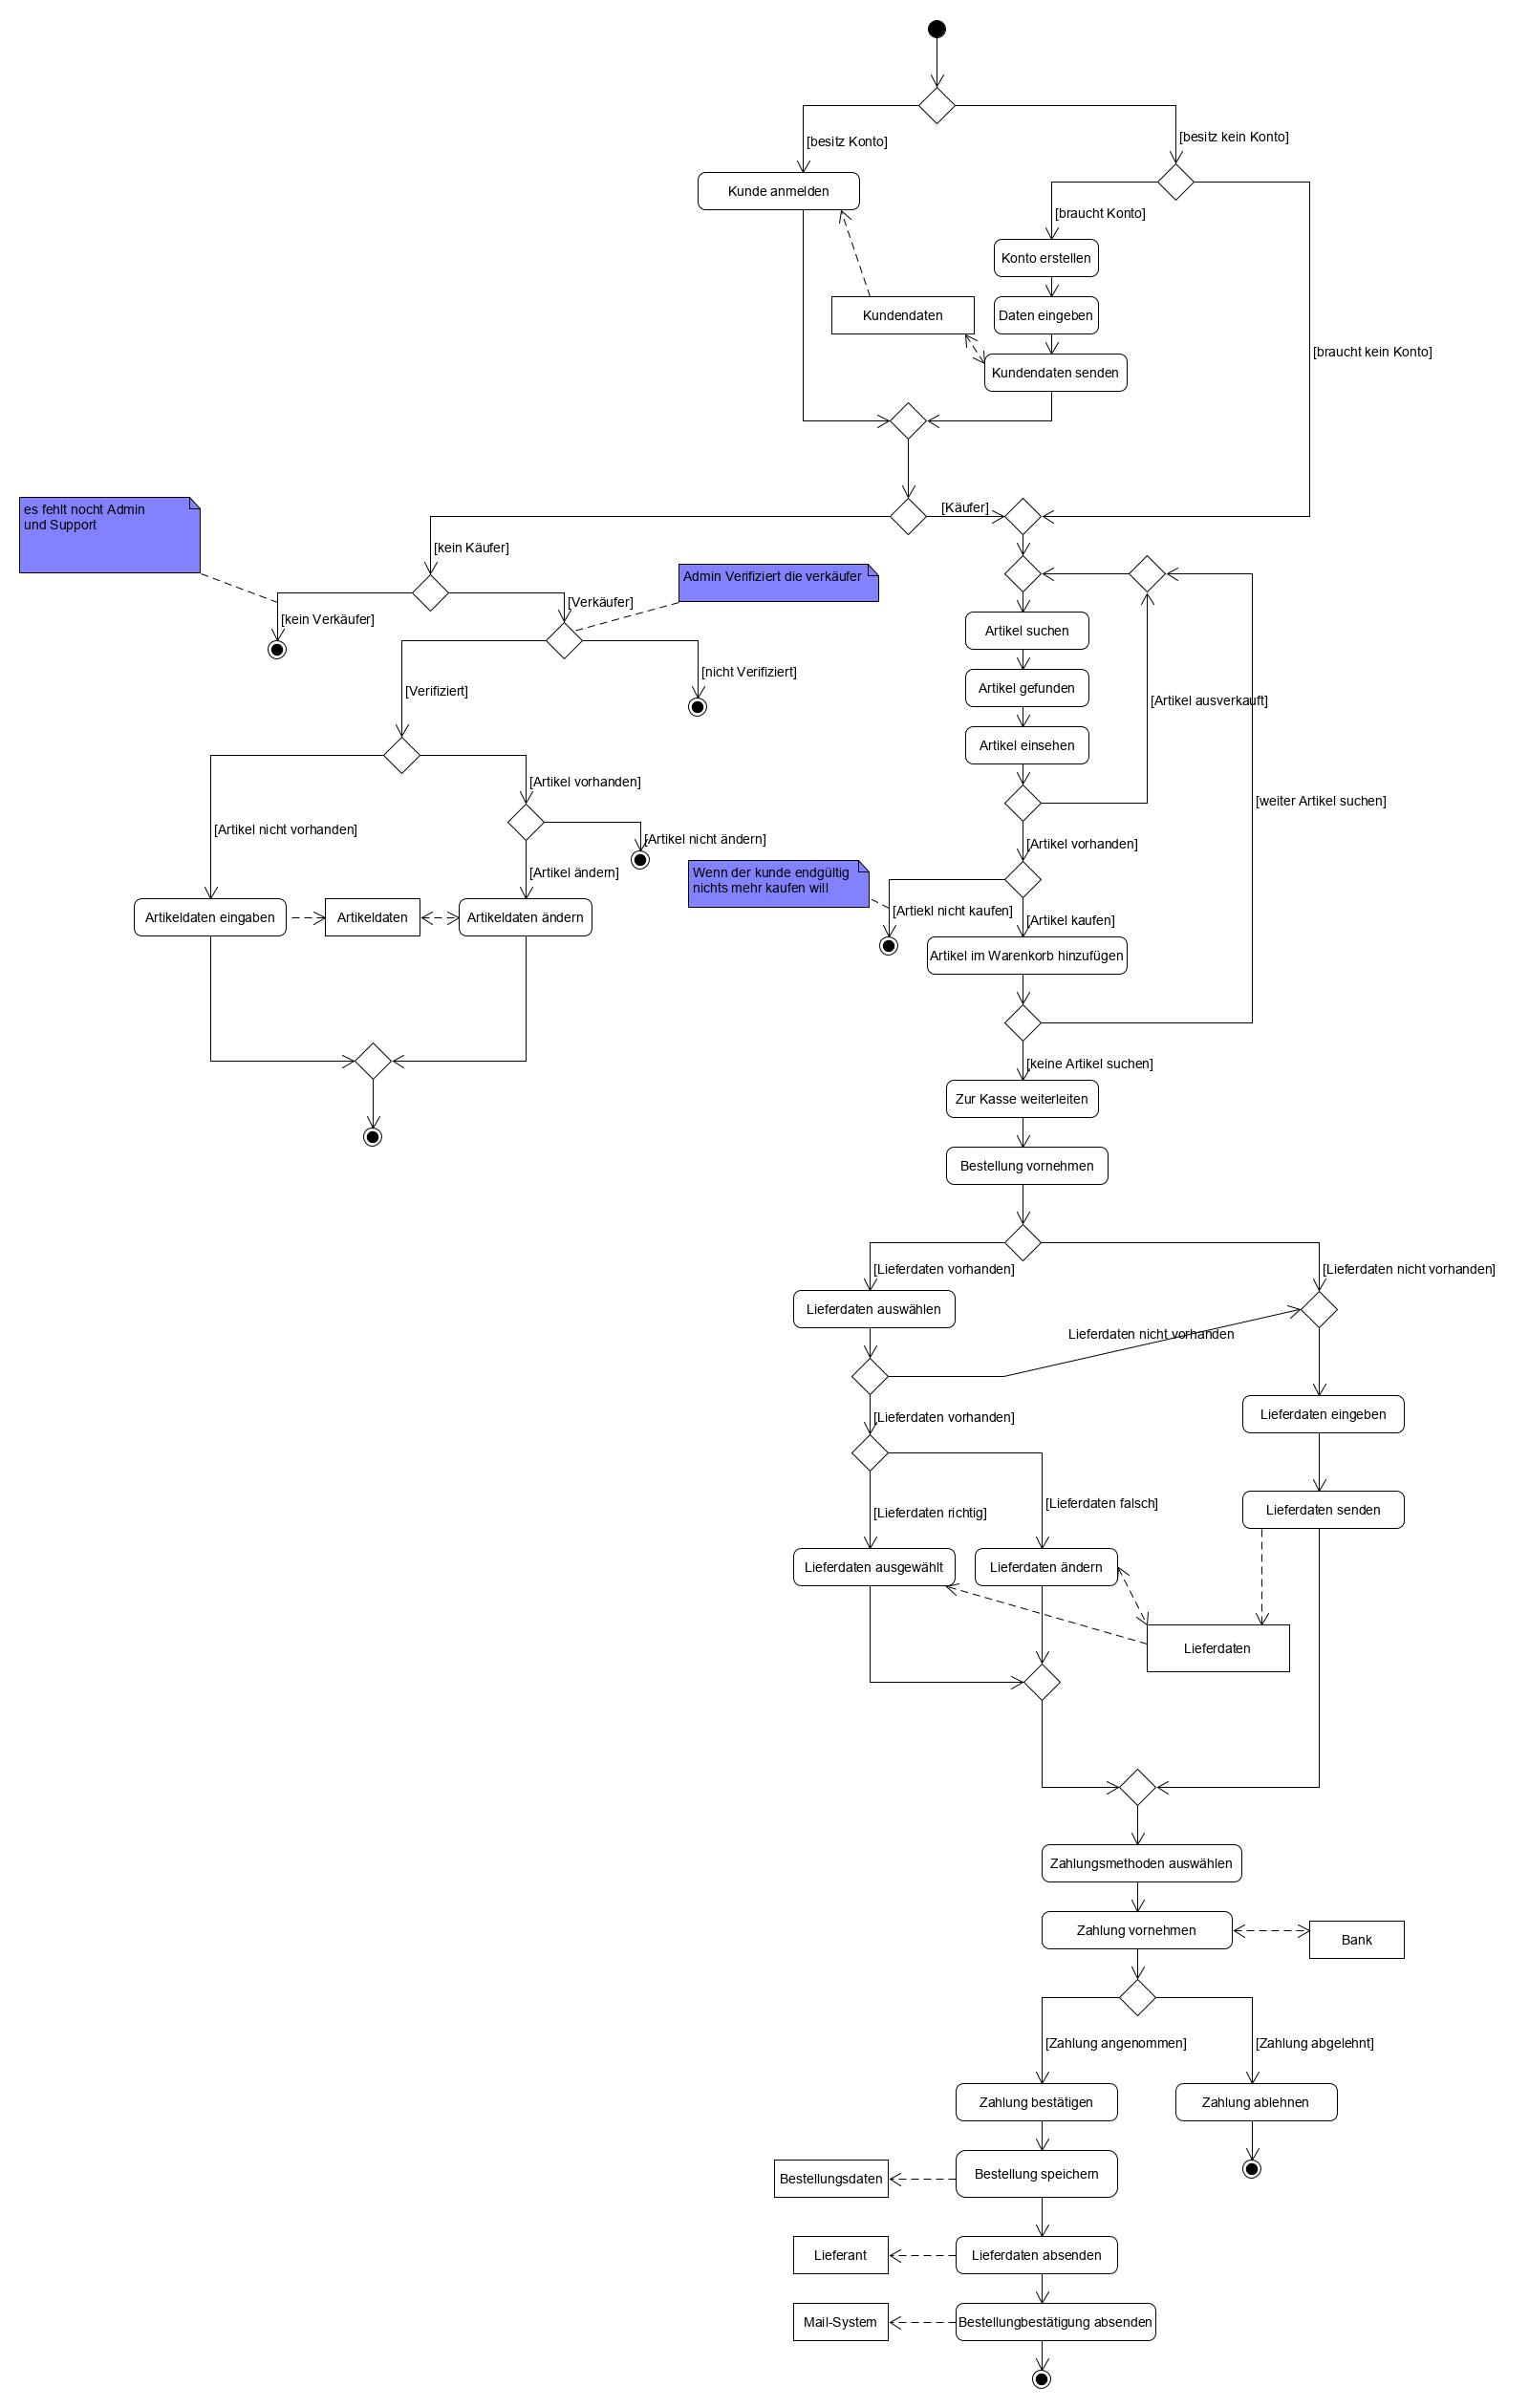 [besitz Konto]
[besitz kein Konto]
Kunde anmelden
[braucht Konto]
Konto erstellen
Kundendaten
Daten eingeben
[braucht kein Konto]
Kundendaten senden
es fehlt nocht Admin
und Support
[Käufer]
[kein Käufer]
Admin Verifiziert die verkäufer
[Verkäufer]
[kein Verkäufer]
Artikel suchen
[nicht Verifiziert]
[Verifiziert]
Artikel gefunden
[Artikel ausverkauft]
Artikel einsehen
[Artikel vorhanden]
[weiter Artikel suchen]
[Artikel nicht vorhanden]
[Artikel nicht ändern]
[Artikel vorhanden]
[Artikel ändern]
Wenn der kunde endgültig
nichts mehr kaufen will
[Artiekl nicht kaufen]
[Artikel kaufen]
Artikeldaten eingaben
Artikeldaten
Artikeldaten ändern
Artikel im Warenkorb hinzufügen
[keine Artikel suchen]
Zur Kasse weiterleiten
Bestellung vornehmen
[Lieferdaten vorhanden]
[Lieferdaten nicht vorhanden]
Lieferdaten auswählen
Lieferdaten nicht vorhanden
[Lieferdaten vorhanden]
Lieferdaten eingeben
[Lieferdaten richtig]
[Lieferdaten falsch]
Lieferdaten senden
Lieferdaten ausgewählt
Lieferdaten ändern
Lieferdaten
Zahlungsmethoden auswählen
Zahlung vornehmen
Bank
[Zahlung angenommen]
[Zahlung abgelehnt]
Zahlung bestätigen
Zahlung ablehnen
Bestellungsdaten
Bestellung speichern
Lieferant
Lieferdaten absenden
Mail-System
Bestellungbestätigung absenden